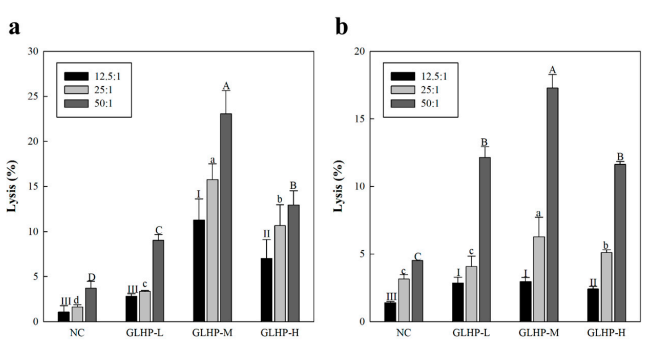 a
b
30
25
20
15
10
5
0
Lysis (%)
12.5:1
25:1
50:1
III d D
III c C
I a A
II b B
NC GLHP-L GLHP-M GLHP-H
20
15
10
5
0
Lysis (%)
12.5:1
25:1
50:1
III c C
I c B
I a A
II b B
NC GLHP-L GLHP-M GLHP-H